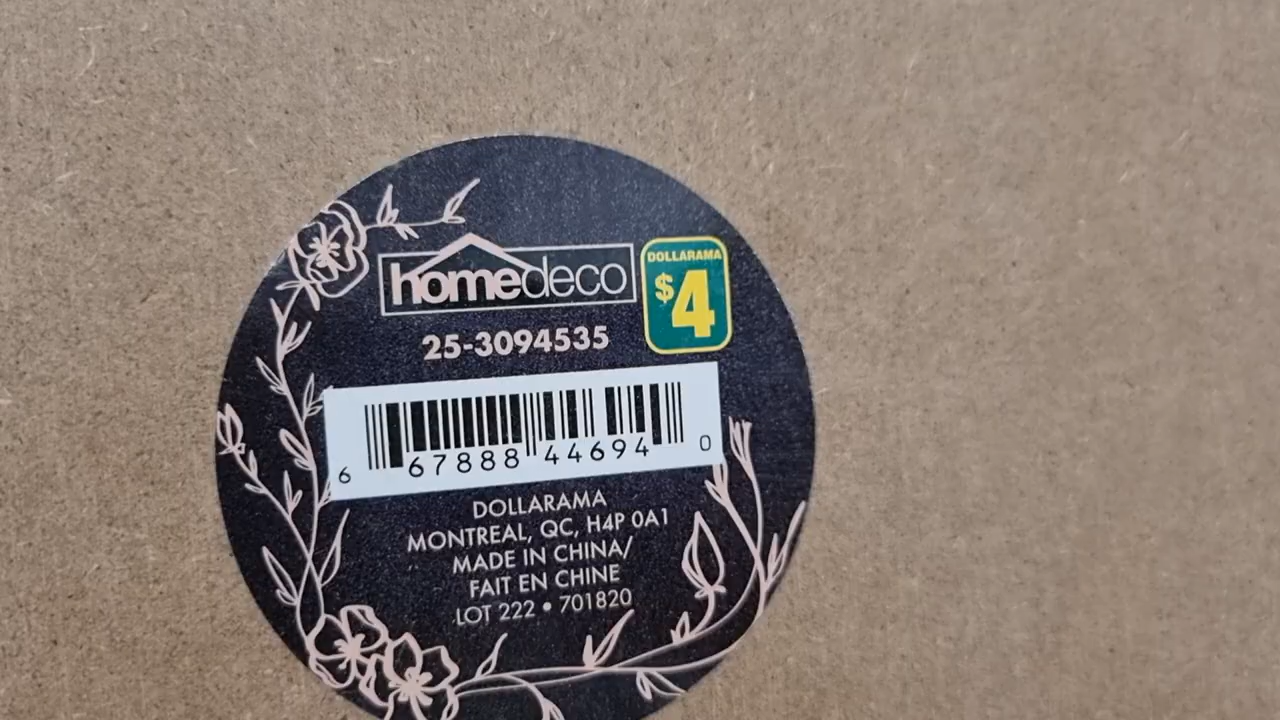 homedeco
DOLLARAMA
$4
25-3094535
6 67888 44694 0
DOLLARAMA
MONTREAL, QC, H4P 0A1
MADE IN CHINA/
FAIT EN CHINE
LOT 222 • 701820